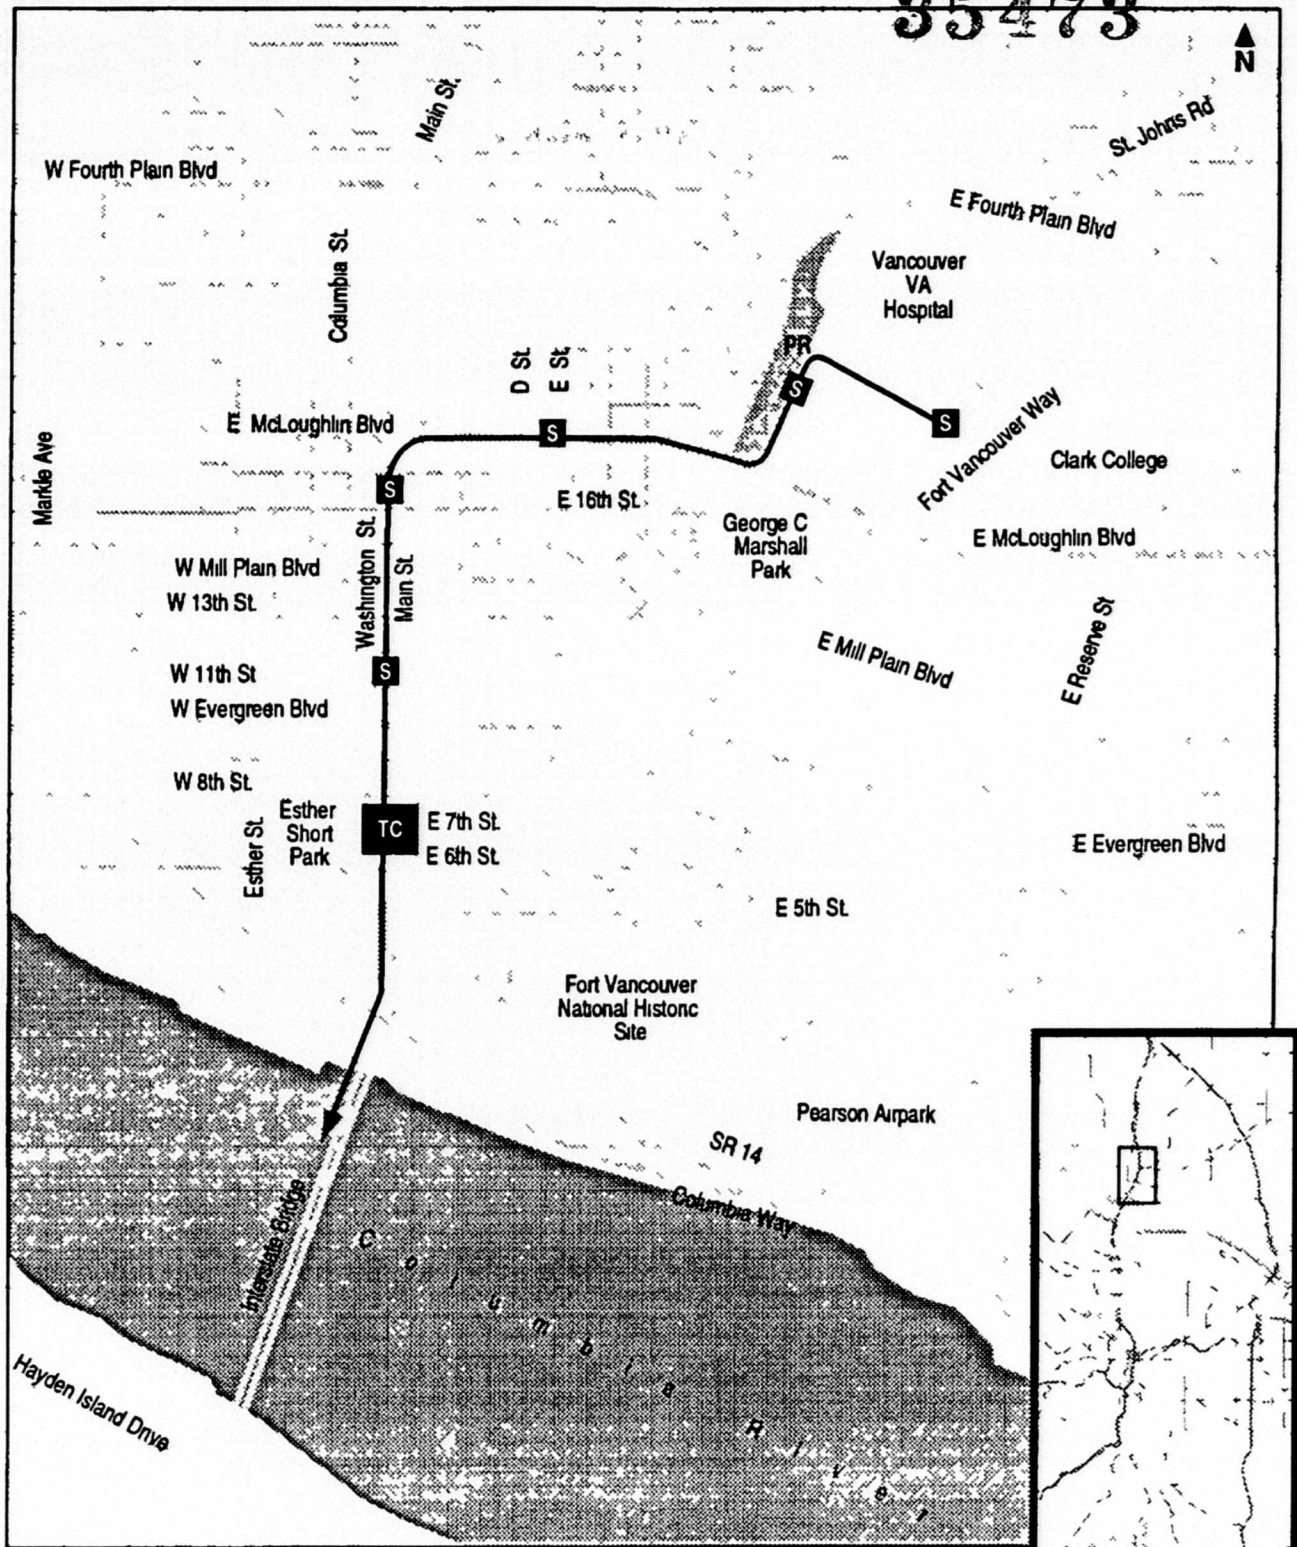 35473
N
Main St.
St. Johns Rd
W Fourth Plain Blvd
E Fourth Plain Blvd
Columbia St.
Vancouver
VA
Hospital
PR
D St.
E St.
S
S
E McLoughlin Blvd
S
Fort Vancouver Way
Markle Ave
Clark College
S
E 16th St.
George C
Marshall
Park
E McLoughlin Blvd
Washington St.
Main St.
W Mill Plain Blvd
W 13th St.
E Reserve St
E Mill Plain Blvd
W 11th St
S
W Evergreen Blvd
W 8th St.
Esther
Short
Park
TC
E 7th St.
E 6th St.
Esther St.
E Evergreen Blvd
E 5th St.
Fort Vancouver
National Historic
Site
Pearson Airpark
SR 14
Columbia Way
Interstate Bridge
Columbia River
Hayden Island Drive